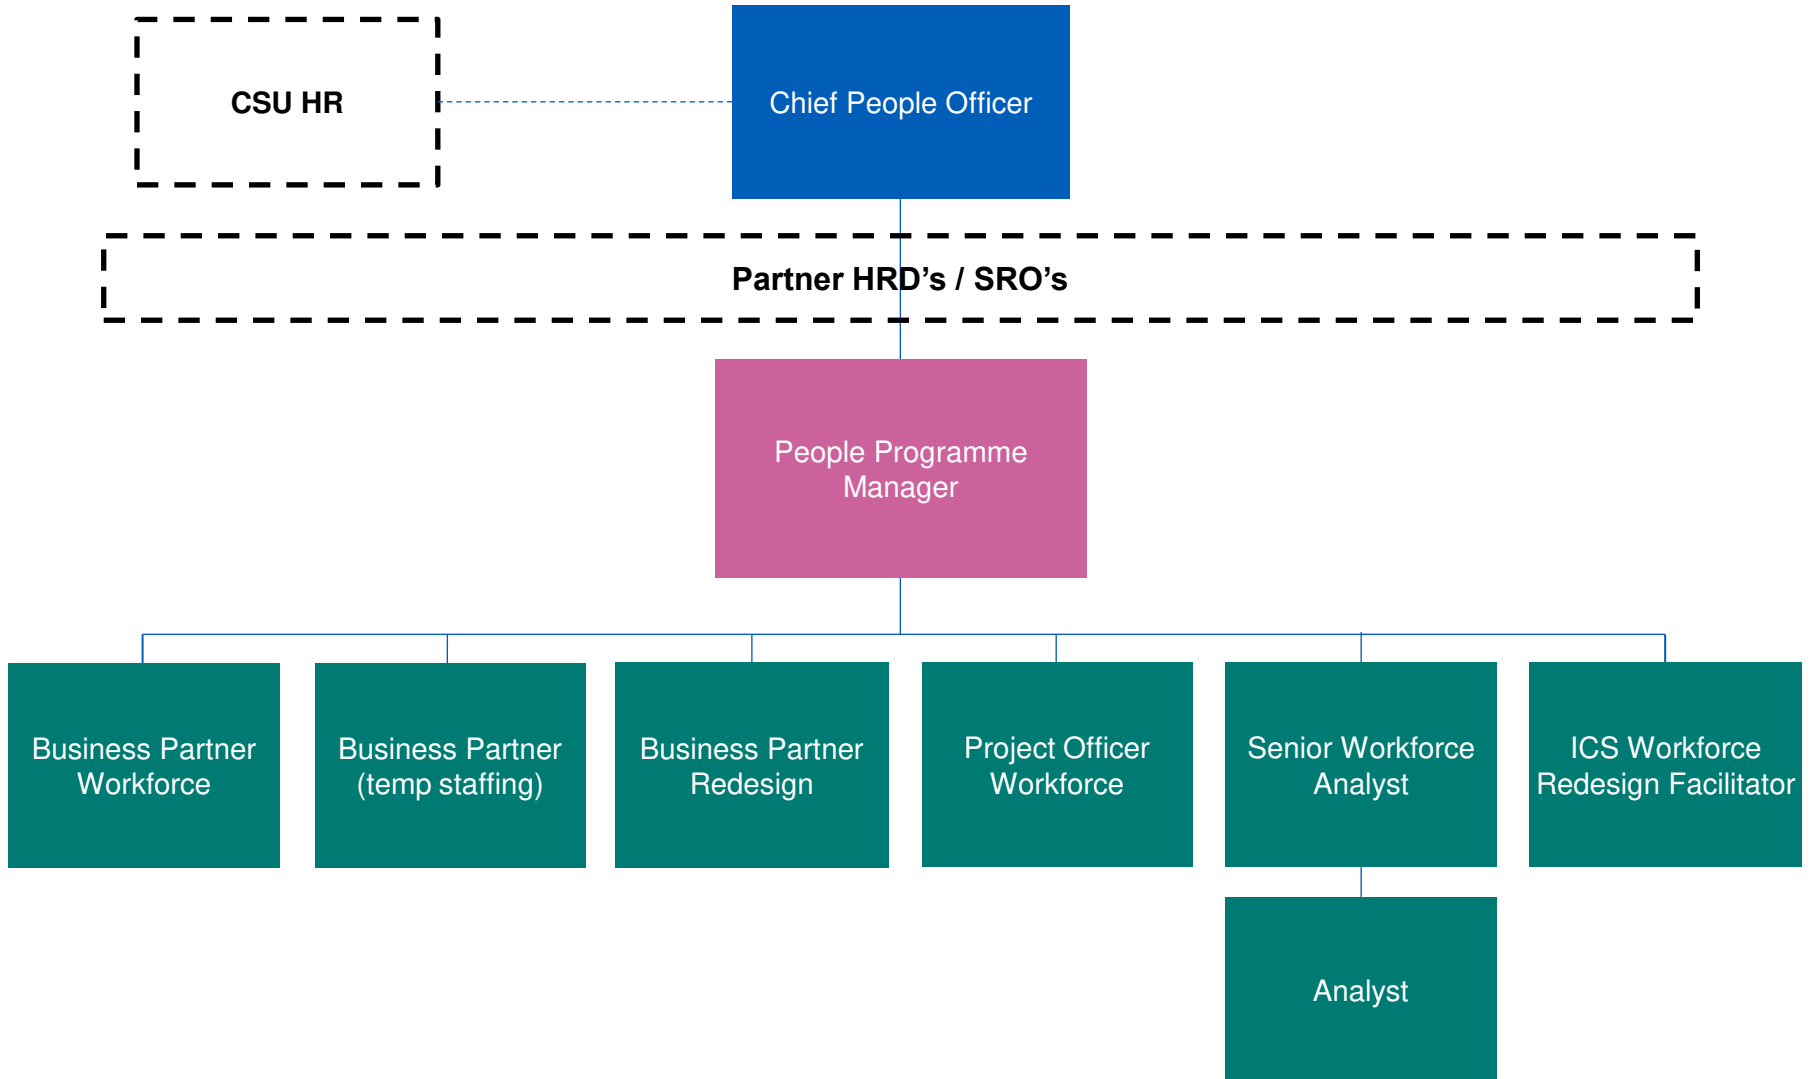 CSU HR
Chief People Officer
Partner HRD’s / SRO’s
People Programme
Manager
Business Partner
Workforce
Business Partner
(temp staffing)
Business Partner
Redesign
Project Officer
Workforce
Senior Workforce
Analyst
ICS Workforce
Redesign Facilitator
Analyst